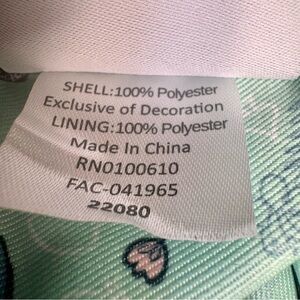 SHELL:100% Polyester
Exclusive of Decoration
LINING:100% Polyester
Made In China
RN0100610
FAC-041965
22080